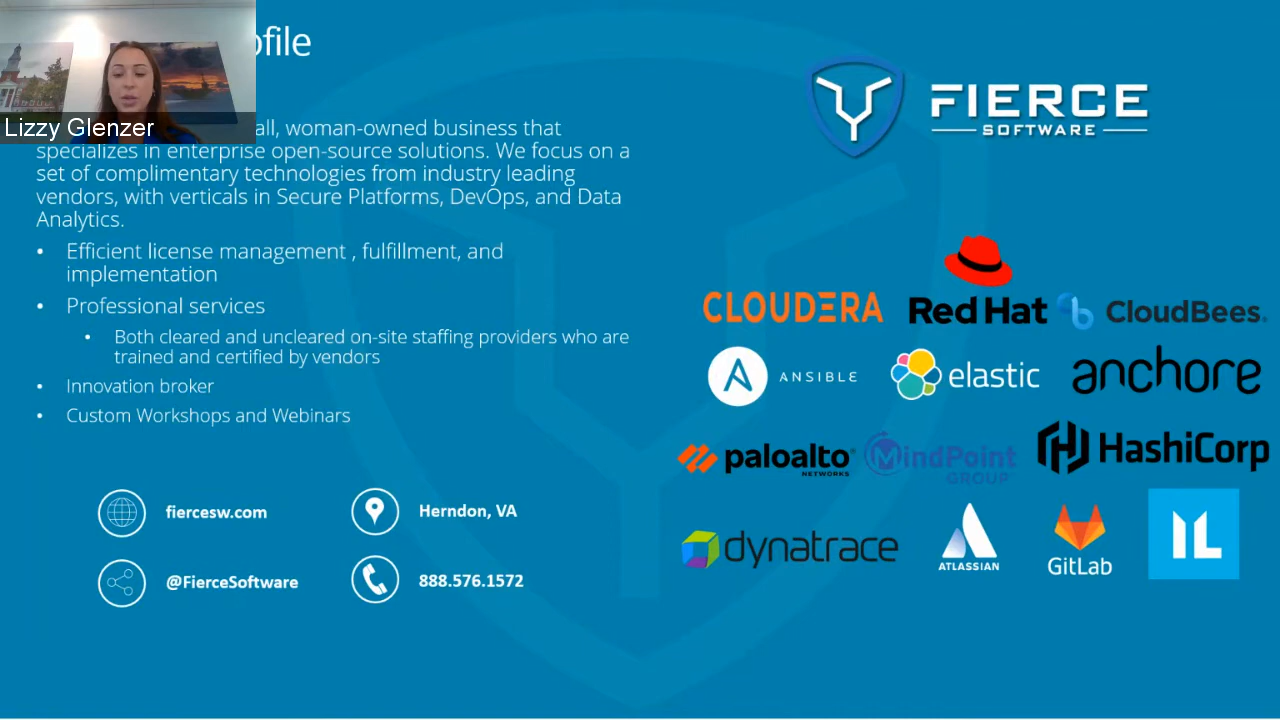 ofile
FIERCE
SOFTWARE
Lizzy Glenzer
all, woman-owned business that
specializes in enterprise open-source solutions. We focus on a
set of complimentary technologies from industry leading
vendors, with verticals in Secure Platforms, DevOps, and Data
Analytics.
• Efficient license management , fulfillment, and
implementation
• Professional services
• Both cleared and uncleared on-site staffing providers who are
trained and certified by vendors
• Innovation broker
• Custom Workshops and Webinars
fiercesw.com
Herndon, VA
@FierceSoftware
888.576.1572
CLOUDERA
Red Hat
CloudBees.
ANSIBLE
elastic
anchore
paloalto
NETWORKS
MindPoint
GROUP
HashiCorp
dynatrace
ATLASSIAN
GitLab
IL